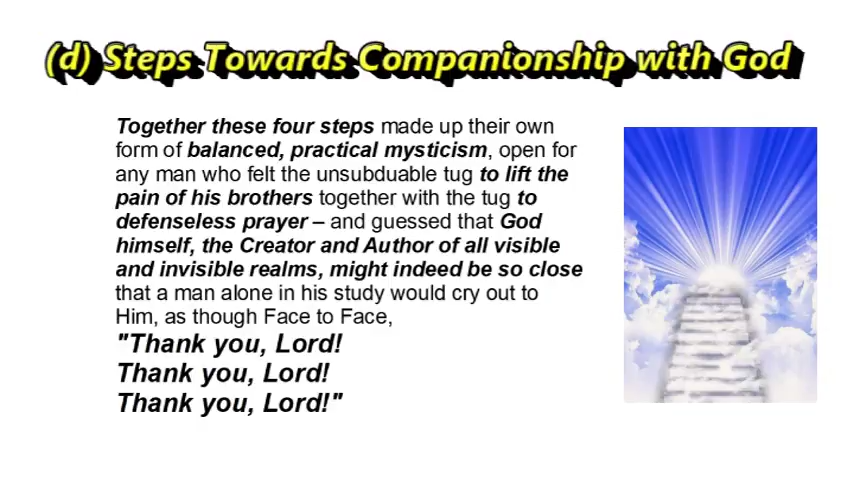 (d) Steps Towards Companionship with God
Together these four steps made up their own
form of balanced, practical mysticism, open for
any man who felt the unsubduable tug to lift the
pain of his brothers together with the tug to
defenseless prayer – and guessed that God
himself, the Creator and Author of all visible
and invisible realms, might indeed be so close
that a man alone in his study would cry out to
Him, as though Face to Face,
"Thank you, Lord!
Thank you, Lord!
Thank you, Lord!"